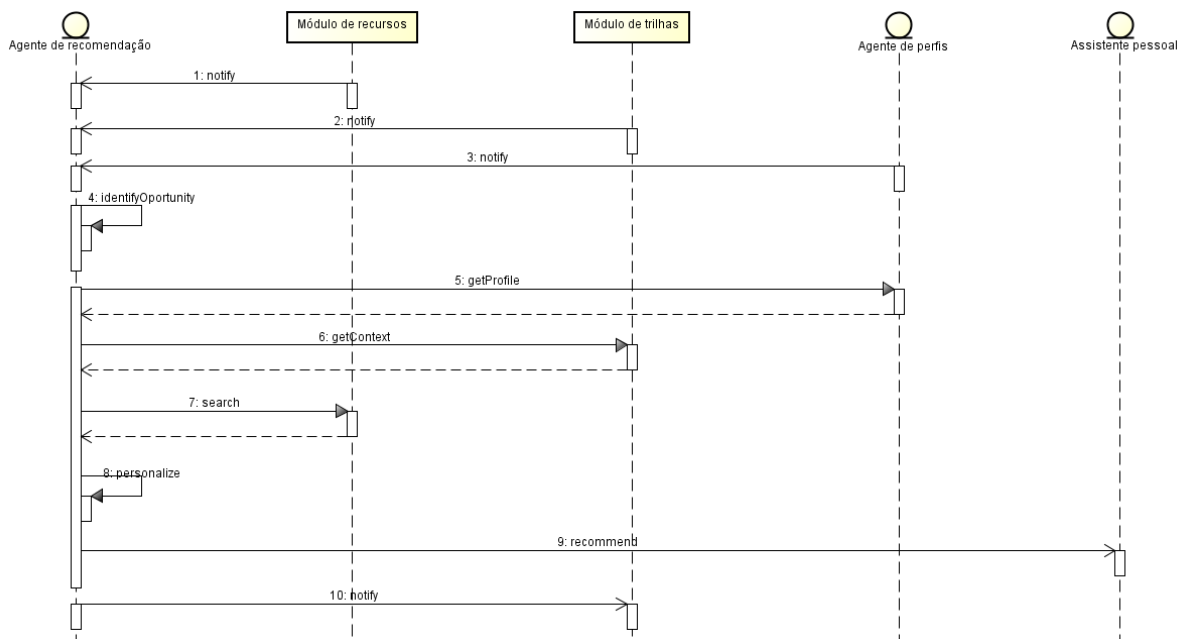 Agente de recomendação
Módulo de recursos
Módulo de trilhas
Agente de perfis
Assistente pessoal
1: notify
2: notify
3: notify
4: identifyOportunity
5: getProfile
6: getContext
7: search
8: personalize
9: recommend
10: notify